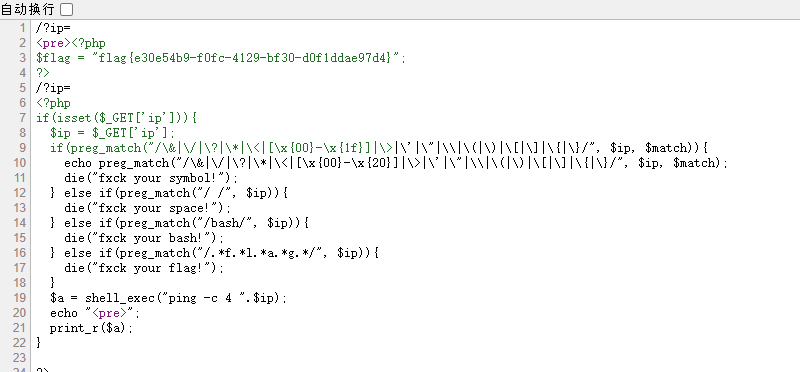 自动换行
1 /?ip=
2 <pre><?php
3 $flag = "flag{e30e54b9-f0fc-4129-bf30-d0f1ddae97d4}";
4 ?>
5 /?ip=
6 <?php
7 if(isset($_GET['ip'])){
8   $ip = $_GET['ip'];
9   if(preg_match("/\&|\/|\?|\*|\<|[\x{00}-\x{1f}]|\>|\'|\"|\\|\(|\)|\[|\]|\{|\}/", $ip, $match)){
10     echo preg_match("/\&|\/|\?|\*|\<|[\x{00}-\x{20}]|\>|\'|\"|\\|\(|\)|\[|\]|\{|\}/", $ip, $match);
11     die("fxck your symbol!");
12   } else if(preg_match("/ /", $ip)){
13     die("fxck your space!");
14   } else if(preg_match("/bash/", $ip)){
15     die("fxck your bash!");
16   } else if(preg_match("/.*f.*l.*a.*g.*/", $ip)){
17     die("fxck your flag!");
18   }
19   $a = shell_exec("ping -c 4 ".$ip);
20   echo "<pre>";
21   print_r($a);
22 }
23